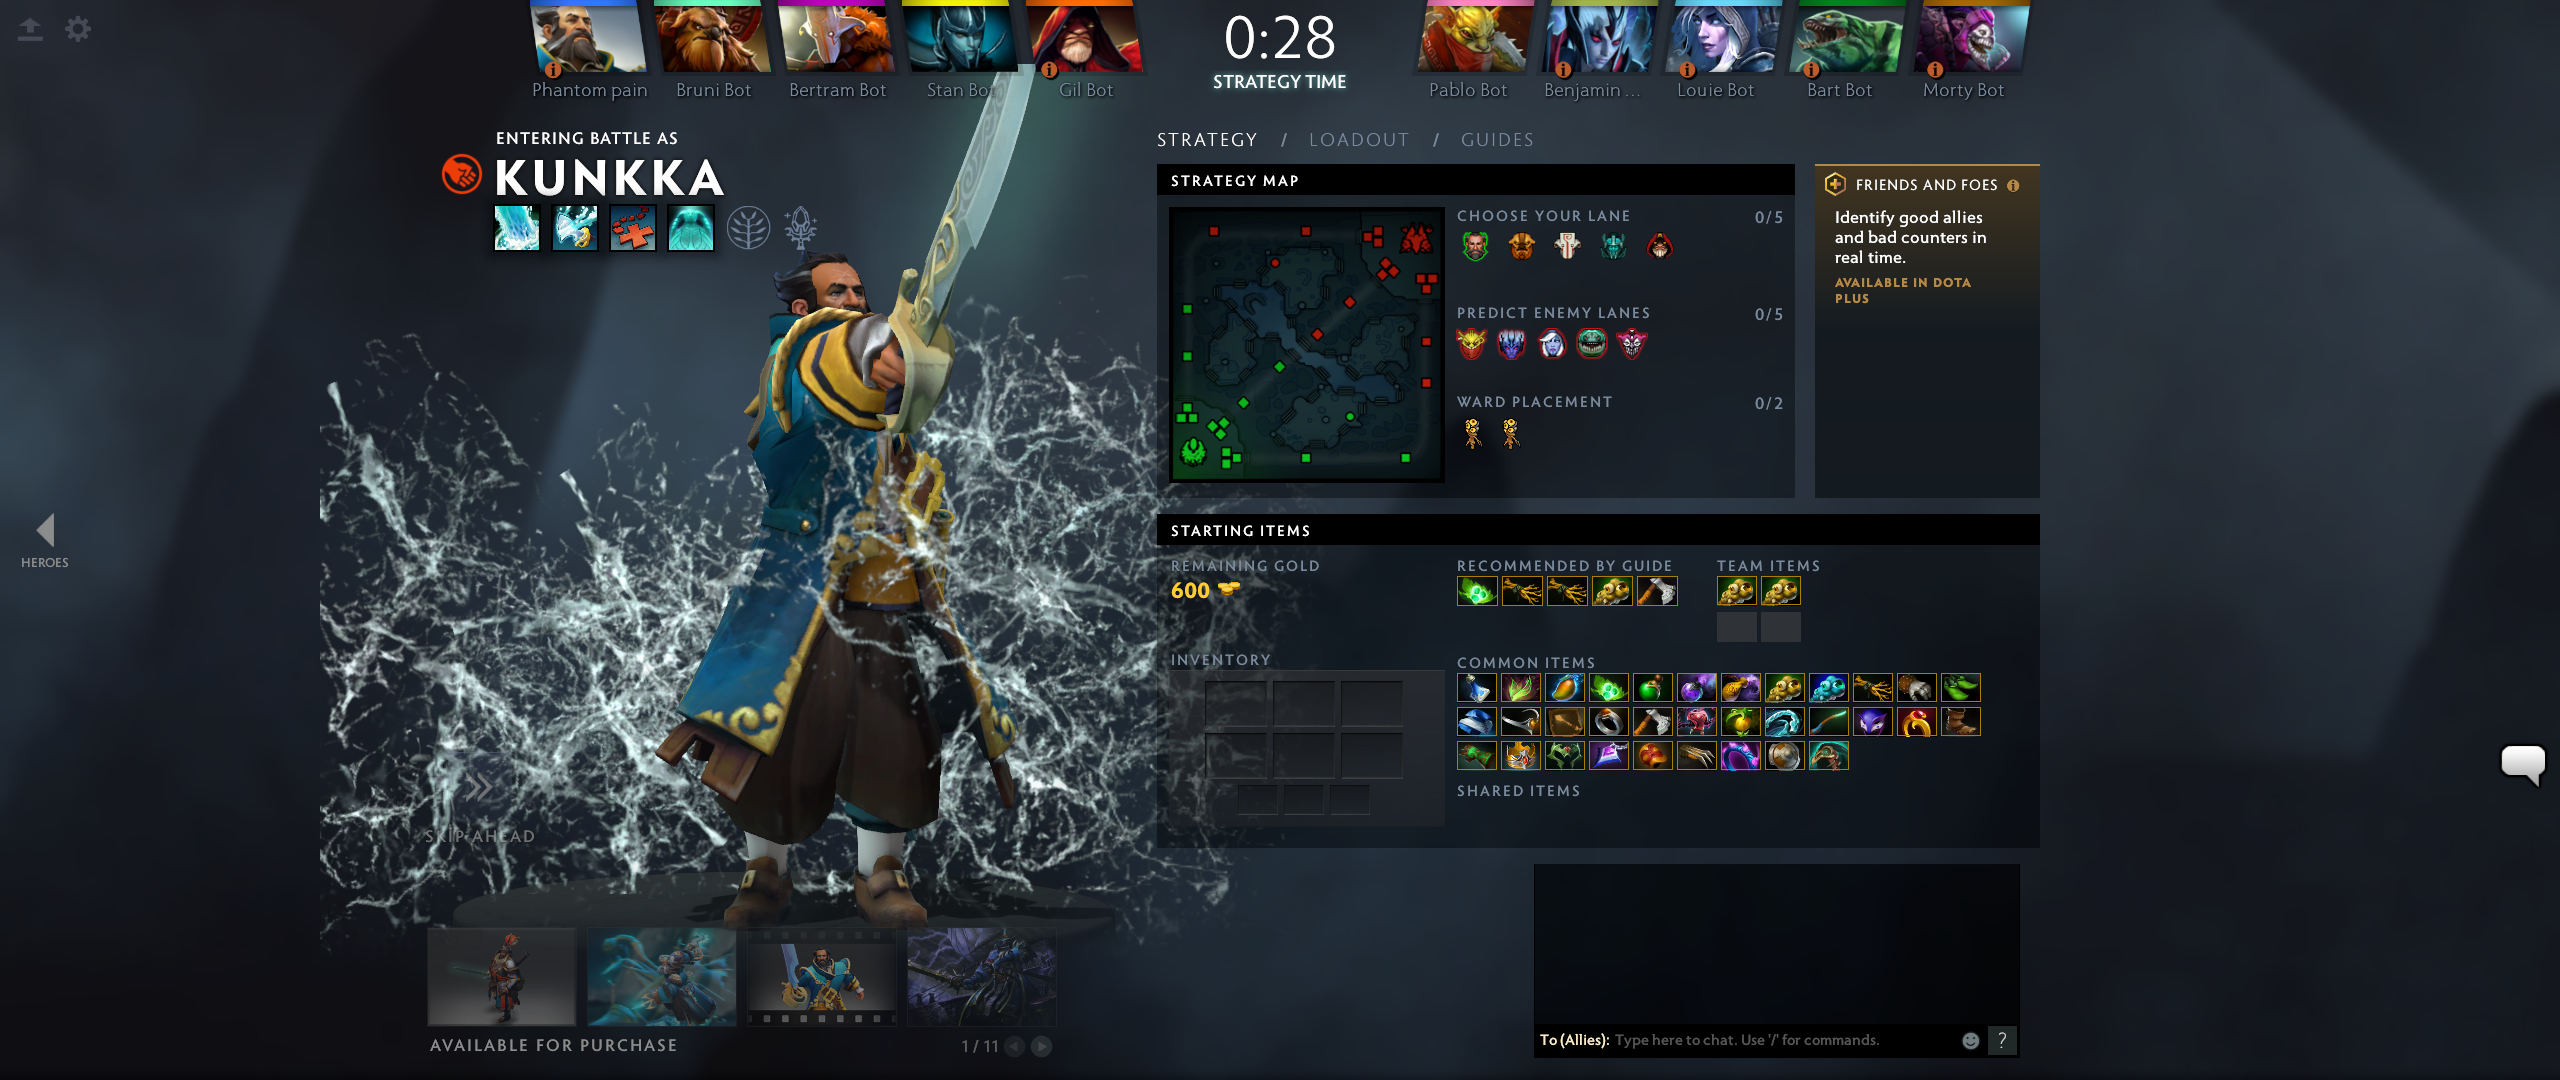 0:28
STRATEGY TIME
Phantom pain
Bruni Bot
Bertram Bot
Stan Bot
Gil Bot
Pablo Bot
Benjamin ...
Louie Bot
Bart Bot
Morty Bot
ENTERING BATTLE AS
KUNKKA
STRATEGY / LOADOUT / GUIDES
STRATEGY MAP
CHOOSE YOUR LANE 0/5
PREDICT ENEMY LANES 0/5
WARD PLACEMENT 0/2
FRIENDS AND FOES
Identify good allies
and bad counters in
real time.
AVAILABLE IN DOTA
PLUS
HEROES
STARTING ITEMS
REMAINING GOLD
600
RECOMMENDED BY GUIDE
TEAM ITEMS
INVENTORY
COMMON ITEMS
SHARED ITEMS
SKIP AHEAD
AVAILABLE FOR PURCHASE
1 / 11
To (Allies): Type here to chat. Use '/' for commands.
?